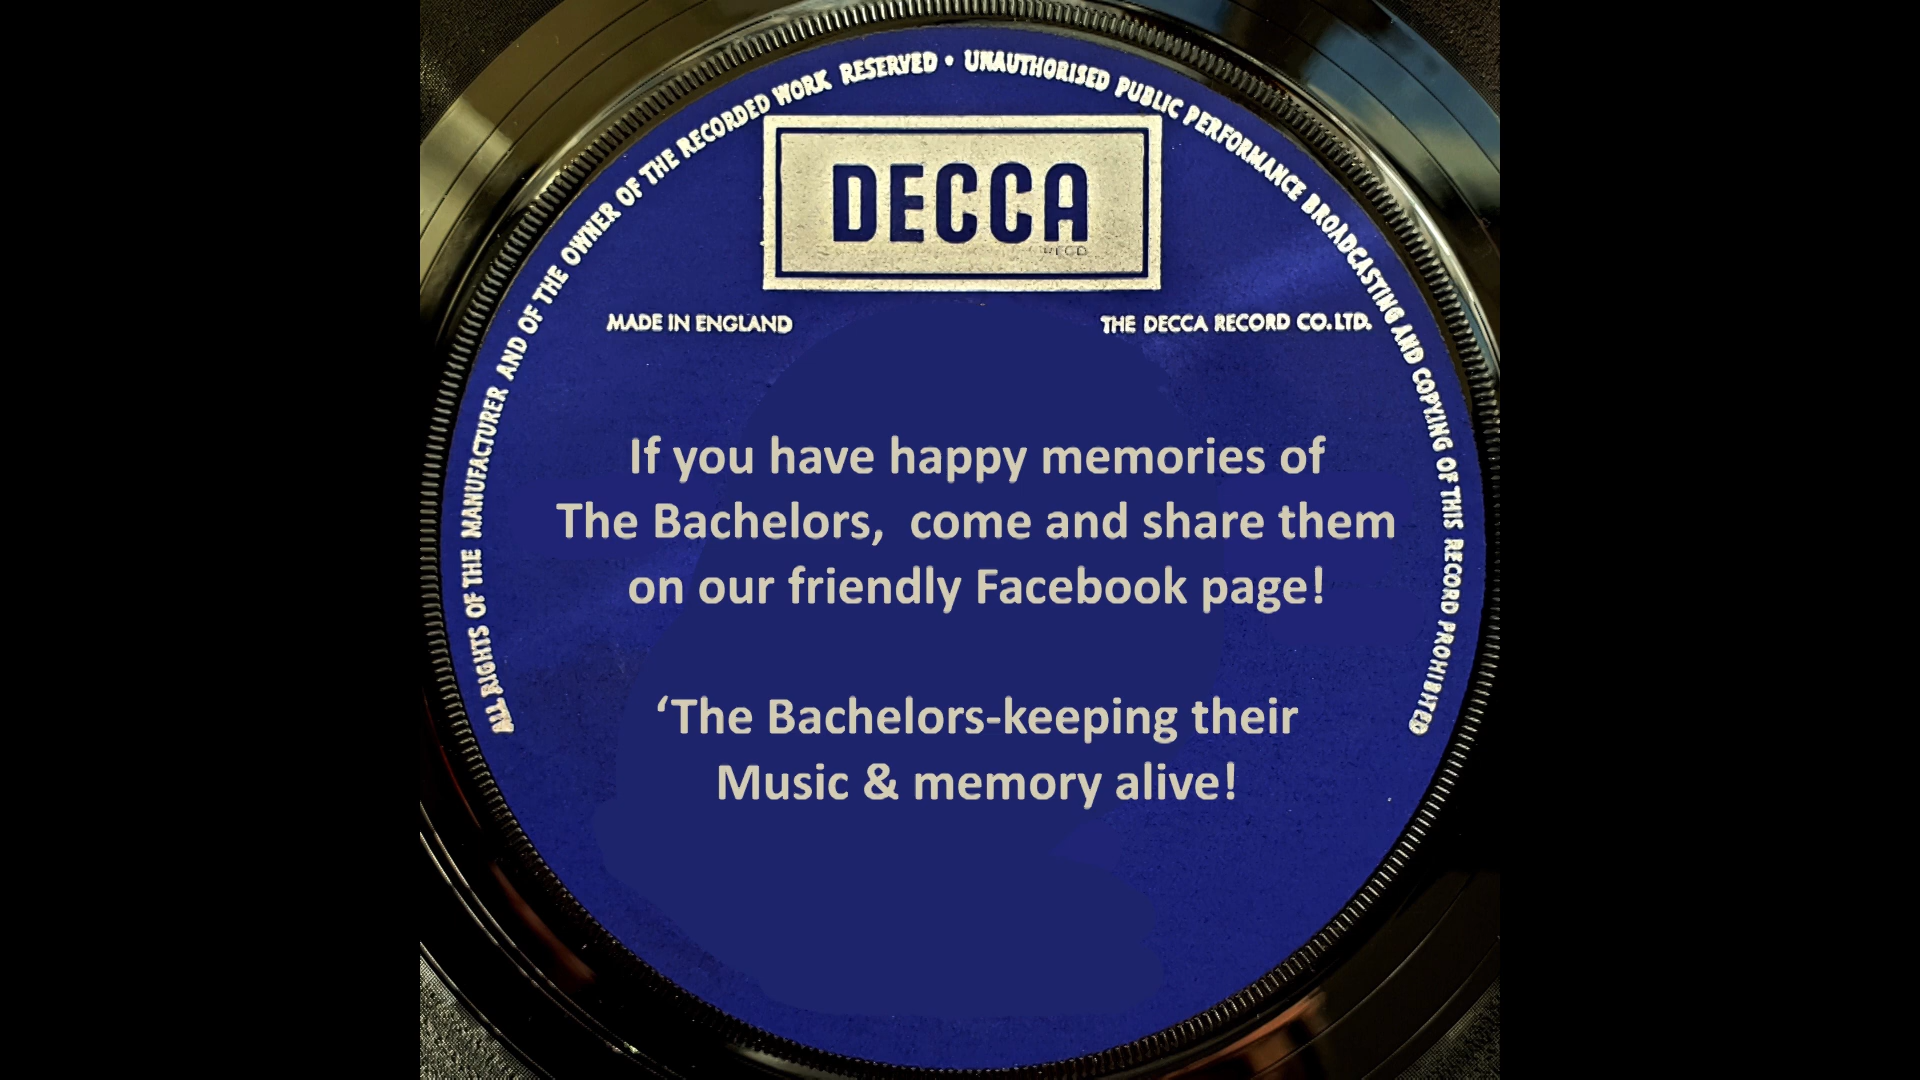 ALL RIGHTS OF THE MANUFACTURER AND OF THE OWNER OF THE RECORDED WORK RESERVED • UNAUTHORISED PUBLIC PERFORMANCE BROADCASTING AND COPYING OF THIS RECORD PROHIBITED
DECCA
MADE IN ENGLAND
THE DECCA RECORD CO. LTD.
If you have happy memories of
The Bachelors,  come and share them
on our friendly Facebook page!
‘The Bachelors-keeping their
Music & memory alive!